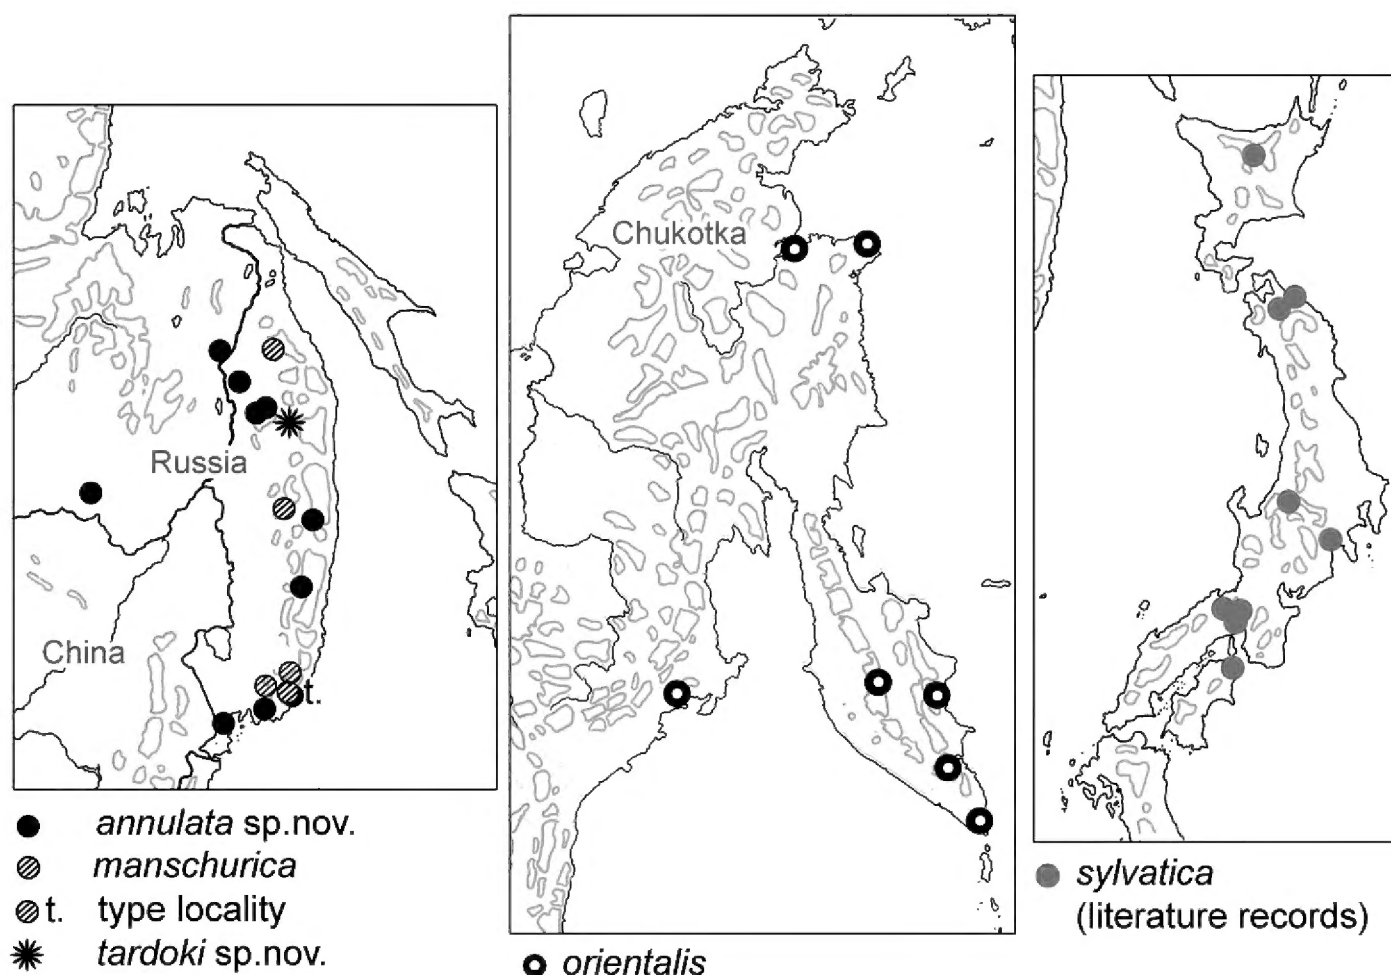 Chukotka
Russia
China
t.
annulata sp.nov.
manschurica
t. type locality
tardoki sp.nov.
orientalis
sylvatica
(literature records)